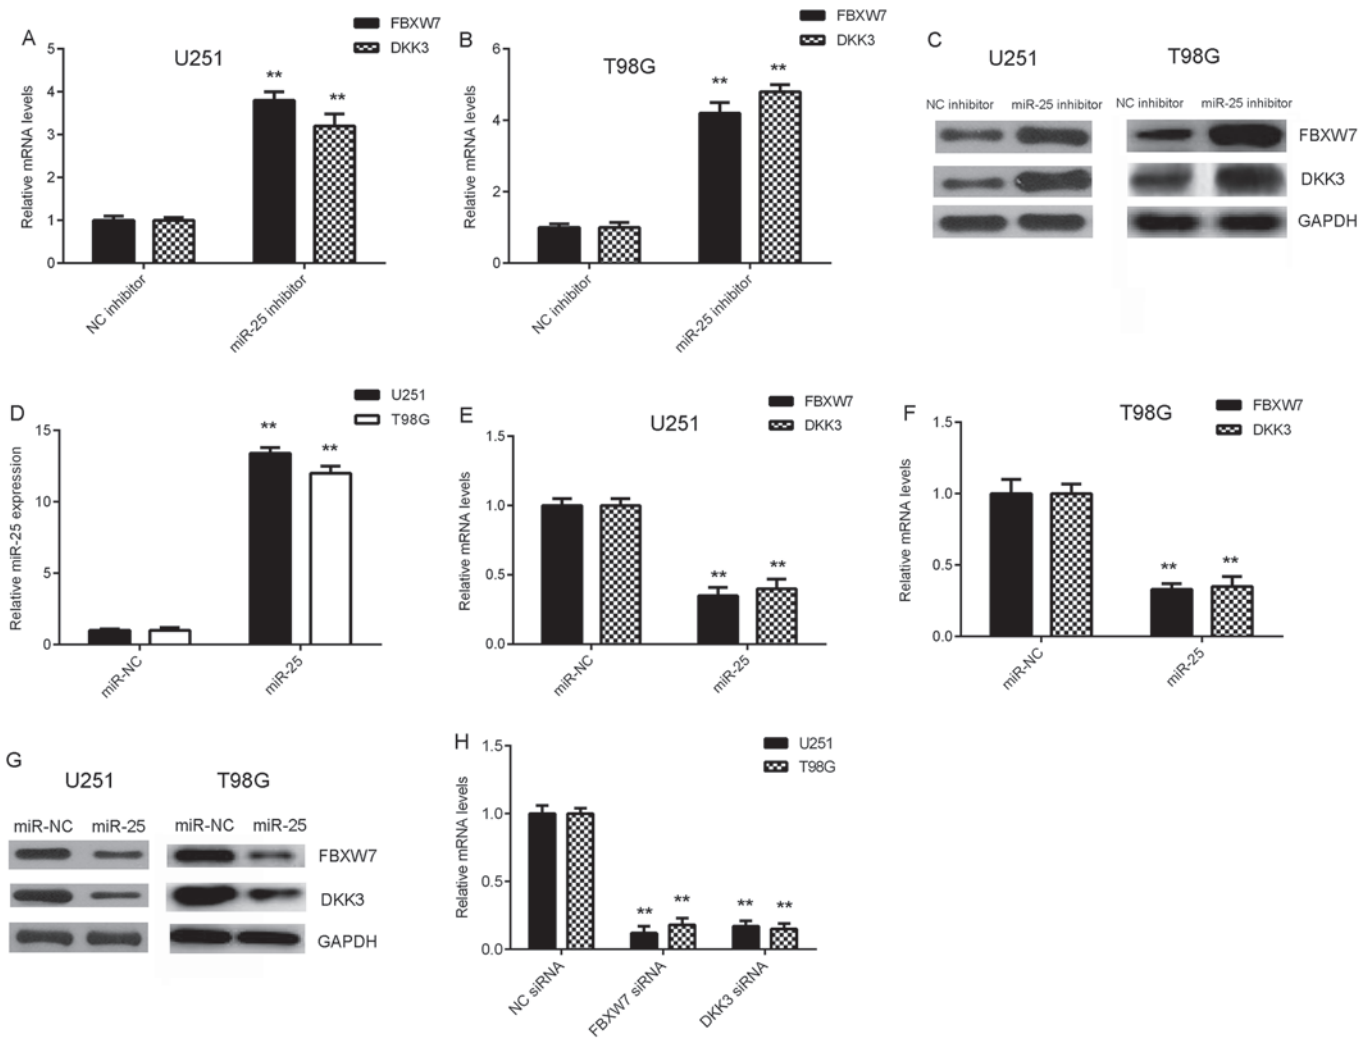 A
U251
FBXW7
DKK3
Relative mRNA levels
5
4
3
2
1
0
**
**
NC inhibitor
miR-25 inhibitor
B
T98G
FBXW7
DKK3
Relative mRNA levels
6
4
2
0
**
**
NC inhibitor
miR-25 inhibitor
C
U251
T98G
NC inhibitor miR-25 inhibitor NC inhibitor miR-25 inhibitor
FBXW7
DKK3
GAPDH
D
U251
T98G
Relative miR-25 expression
15
10
5
0
**
**
miR-NC
miR-25
E
U251
FBXW7
DKK3
Relative mRNA levels
1.5
1.0
0.5
0.0
**
**
miR-NC
miR-25
F
T98G
FBXW7
DKK3
Relative mRNA levels
1.5
1.0
0.5
0.0
**
**
miR-NC
miR-25
G
U251
T98G
miR-NC miR-25 miR-NC miR-25
FBXW7
DKK3
GAPDH
H
U251
T98G
Relative mRNA levels
1.5
1.0
0.5
0.0
**
**
**
**
NC siRNA
FBXW7 siRNA
DKK3 siRNA